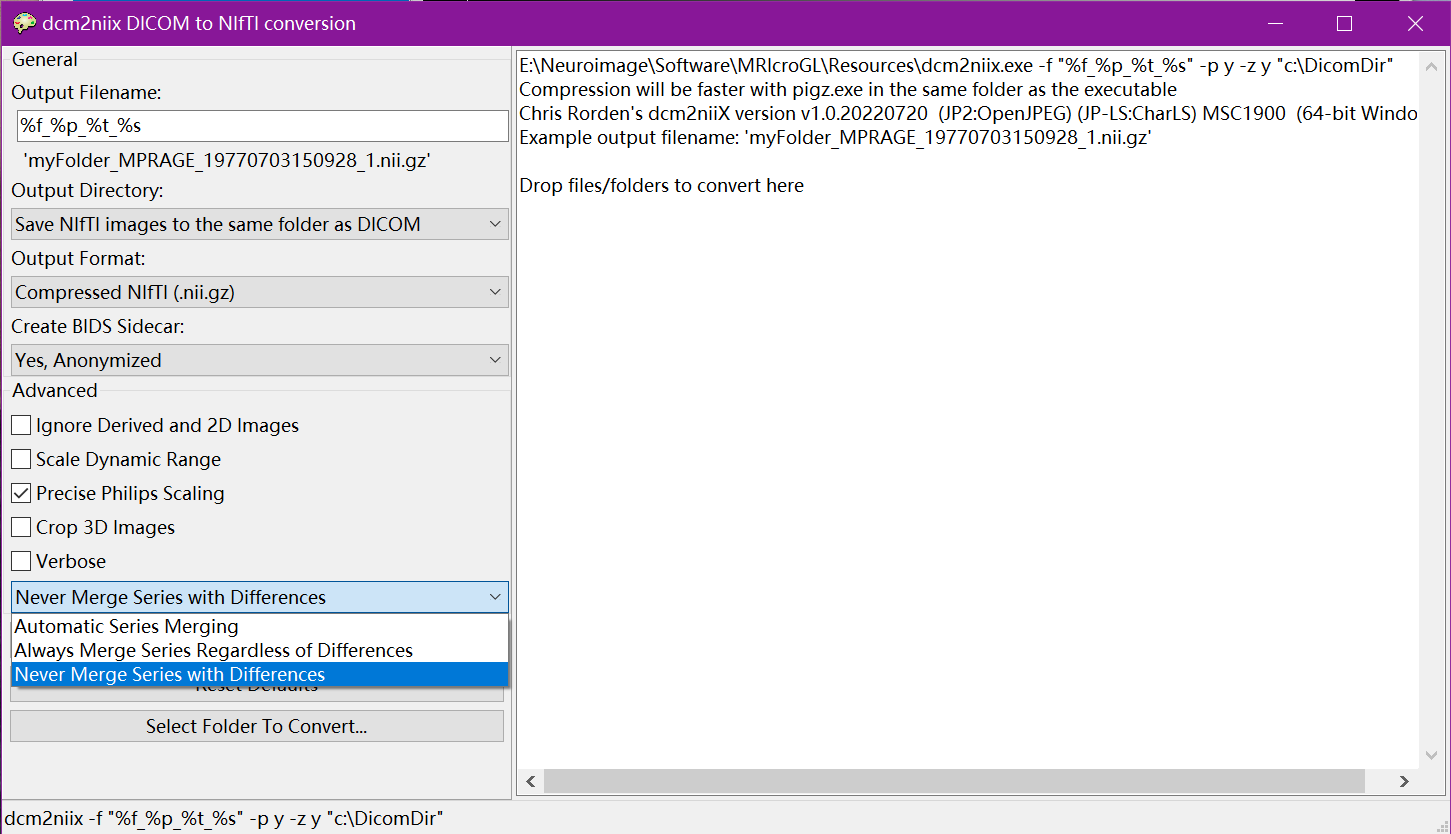 dcm2niix DICOM to NIfTI conversion
General
Output Filename:
%f_%p_%t_%s
'myFolder_MPRAGE_19770703150928_1.nii.gz'
Output Directory:
Save NIfTI images to the same folder as DICOM
Output Format:
Compressed NIfTI (.nii.gz)
Create BIDS Sidecar:
Yes, Anonymized
Advanced
Ignore Derived and 2D Images
Scale Dynamic Range
Precise Philips Scaling
Crop 3D Images
Verbose
Never Merge Series with Differences
Automatic Series Merging
Always Merge Series Regardless of Differences
Never Merge Series with Differences
Reset Defaults
Select Folder To Convert...
E:\Neuroimage\Software\MRIcroGL\Resources\dcm2niix.exe -f "%f_%p_%t_%s" -p y -z y "c:\DicomDir"
Compression will be faster with pigz.exe in the same folder as the executable
Chris Rorden's dcm2niiX version v1.0.20220720  (JP2:OpenJPEG) (JP-LS:CharLS) MSC1900  (64-bit Windo
Example output filename: 'myFolder_MPRAGE_19770703150928_1.nii.gz'
Drop files/folders to convert here
dcm2niix -f "%f_%p_%t_%s" -p y -z y "c:\DicomDir"